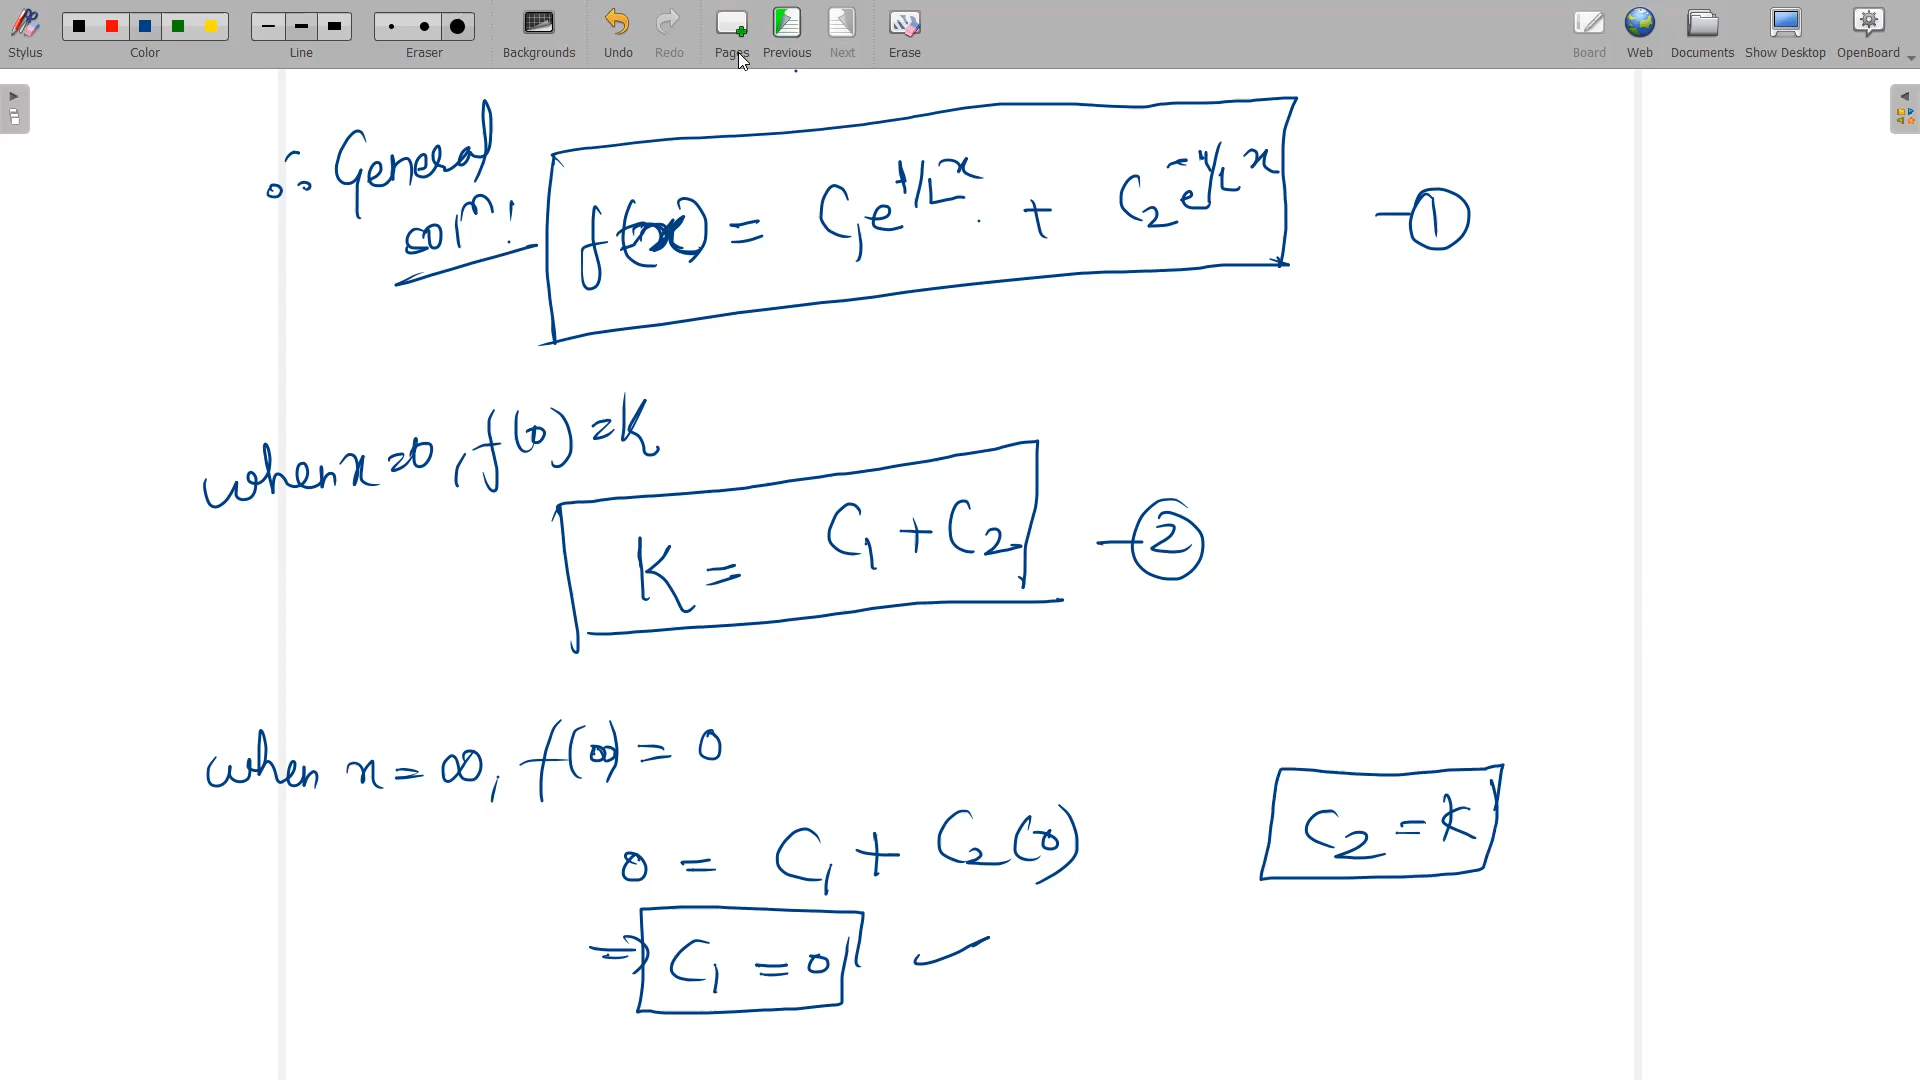 Stylus Color Line Eraser Backgrounds Undo Redo Pages Previous Next Erase Board Web Documents Show Desktop OpenBoard
∴ General
soln: f(x) = C₁e^{1/L x} + C₂e^{-1/L x} — ①
when x=0, f(0) = K
K = C₁ + C₂ — ②
when x = ∞, f(∞) = 0
0 = C₁ + C₂(0)
C₂ = K
⇒ C₁ = 0 ✓